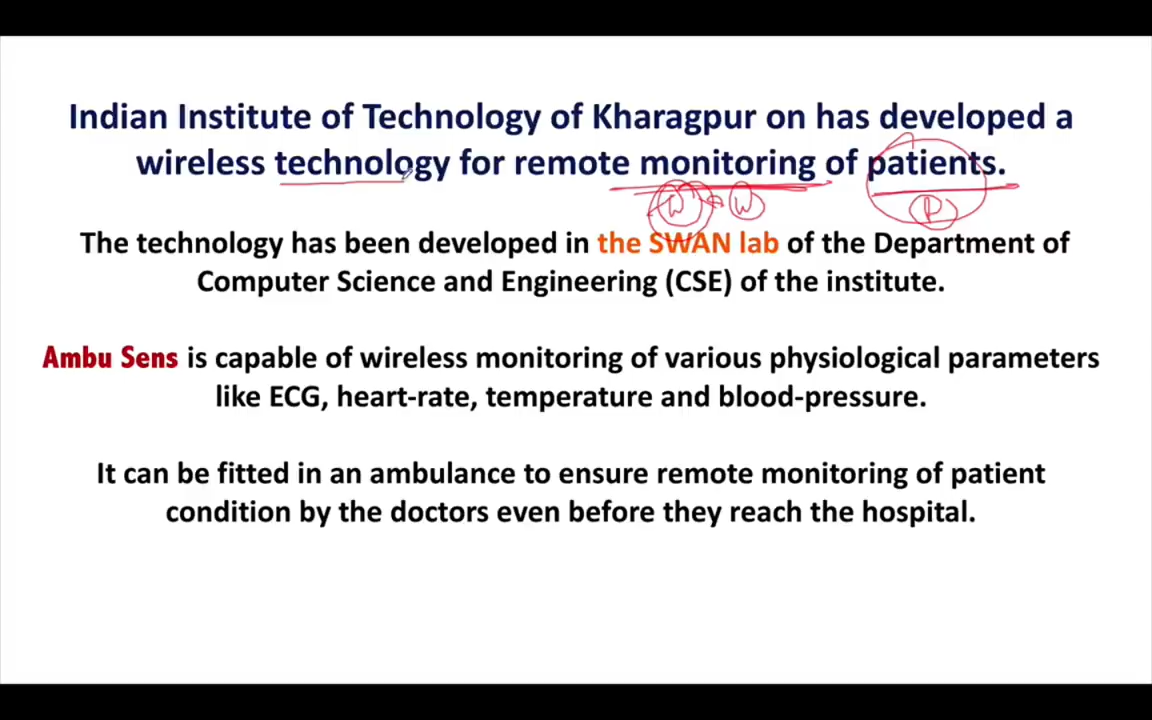 Indian Institute of Technology of Kharagpur on has developed a
wireless technology for remote monitoring of patients.
W W P
The technology has been developed in the SWAN lab of the Department of
Computer Science and Engineering (CSE) of the institute.
Ambu Sens is capable of wireless monitoring of various physiological parameters
like ECG, heart-rate, temperature and blood-pressure.
It can be fitted in an ambulance to ensure remote monitoring of patient
condition by the doctors even before they reach the hospital.